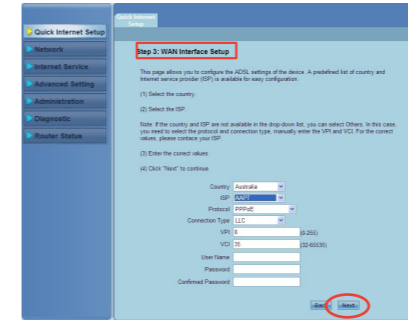 Quick Internet Setup
Quick Internet Setup
Network
Internet Service
Advanced Setting
Administration
Diagnostic
Router Status
Step 3: WAN Interface Setup
This page allows you to configure the ADSL settings of the device. A predefined list of country and
Internet service provider (ISP) is available for easy configuration.
(1) Select the country.
(2) Select the ISP.
Note: If the country and ISP are not available in the drop-down list, you can select Others. In this case,
you need to select the protocol and connection type, manually enter the VPI and VCI. For the correct
values, please contace your ISP.
(3) Enter the correct values.
(4) Click "Next" to continue.
Country Australia
ISP AAPT
Protocol PPPoE
Connection Type LLC
VPI 8 (0-255)
VCI 35 (32-65535)
User Name
Password
Confirmed Password
Back Next